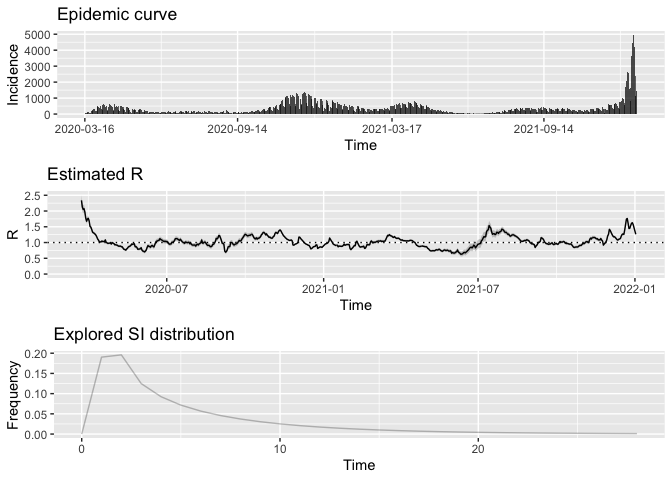 Epidemic curve
5000
4000
3000
2000
1000
0
Incidence
2020-03-16 2020-09-14 2021-03-17 2021-09-14
Time
Estimated R
2.5
2.0
1.5
1.0
0.5
0.0
R
2020-07 2021-01 2021-07 2022-01
Time
Explored SI distribution
0.20
0.15
0.10
0.05
0.00
Frequency
0 10 20
Time